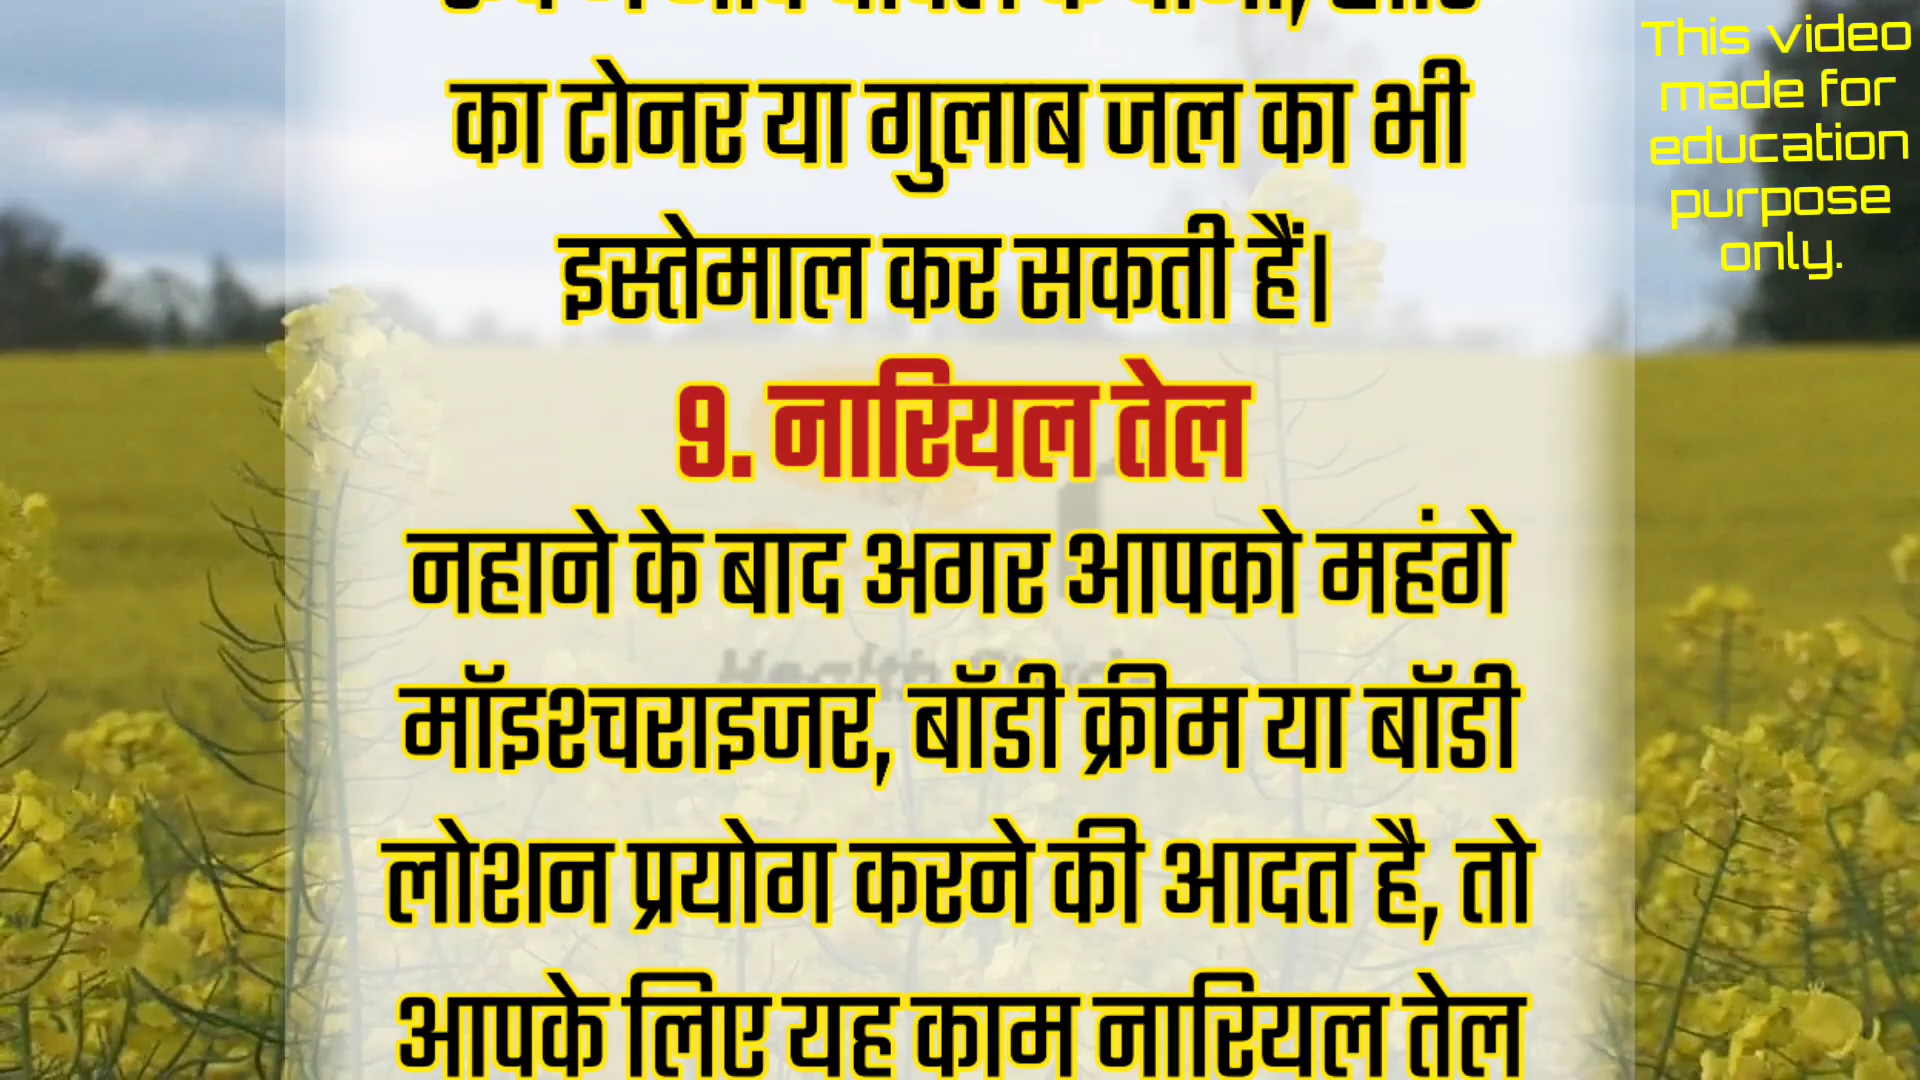 का टोनर या गुलाब जल का भी
इस्तेमाल कर सकती हैं।
9. नारियल तेल
नहाने के बाद अगर आपको महंगे
मॉइश्चराइजर, बॉडी क्रीम या बॉडी
लोशन प्रयोग करने की आदत है, तो
आपके लिए यह काम नारियल तेल
This video
made for
education
purpose
only.